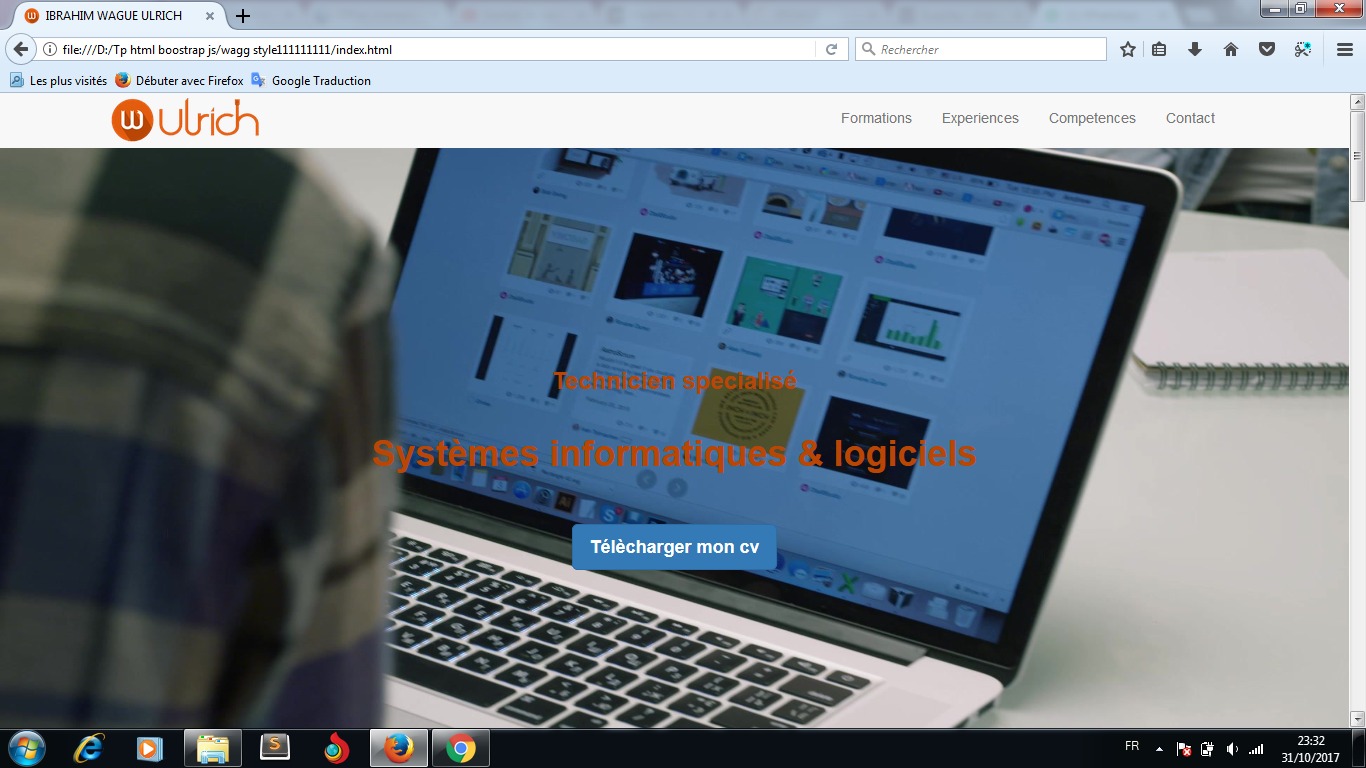 IBRAHIM WAGUE ULRICH
file:///D:/Tp html boostrap js/wagg style111111111/index.html
Rechercher
Les plus visités
Débuter avec Firefox
Google Traduction
w ulrich
Formations
Experiences
Competences
Contact
Technicien specialisé
Systèmes informatiques & logiciels
Télècharger mon cv
FR
23:32
31/10/2017